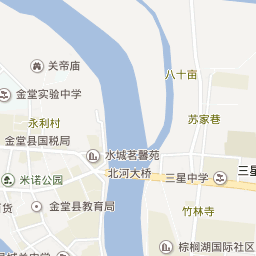 关帝庙
八十亩
金堂实验中学
永利村
苏家巷
金堂县国税局
水城茗馨苑
三星
米诺公园
北河大桥
三星中学
货
金堂县教育局
竹林寺
棕榈湖国际社区